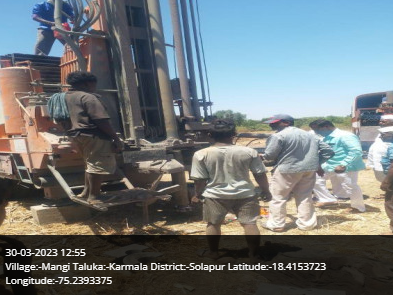 30-03-2023 12:55
Village:-Mangi Taluka:-Karmala District:-Solapur Latitude:-18.4153723
Longitude:-75.2393375